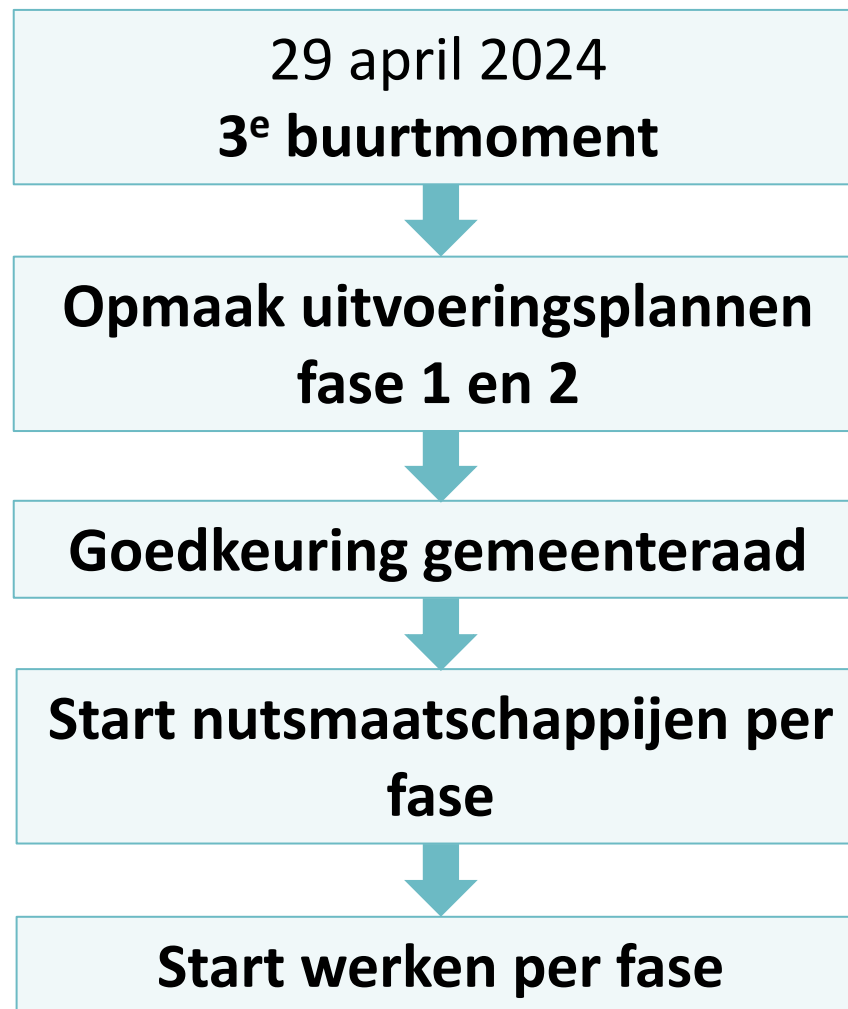 29 april 2024
3e buurtmoment
Opmaak uitvoeringsplannen
fase 1 en 2
Goedkeuring gemeenteraad
Start nutsmaatschappijen per
fase
Start werken per fase